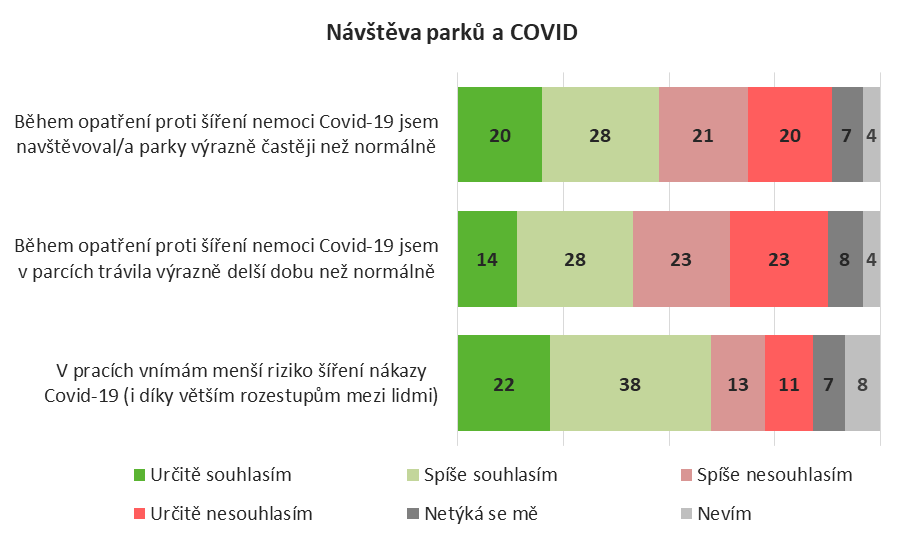 Návštěva parků a COVID
Během opatření proti šíření nemoci Covid-19 jsem
navštěvoval/a parky výrazně častěji než normálně
20 28 21 20 7 4
Během opatření proti šíření nemoci Covid-19 jsem
v parcích trávila výrazně delší dobu než normálně
14 28 23 23 8 4
V pracích vnímám menší riziko šíření nákazy
Covid-19 (i díky větším rozestupům mezi lidmi)
22 38 13 11 7 8
Určitě souhlasím Spíše souhlasím Spíše nesouhlasím
Určitě nesouhlasím Netýká se mě Nevím